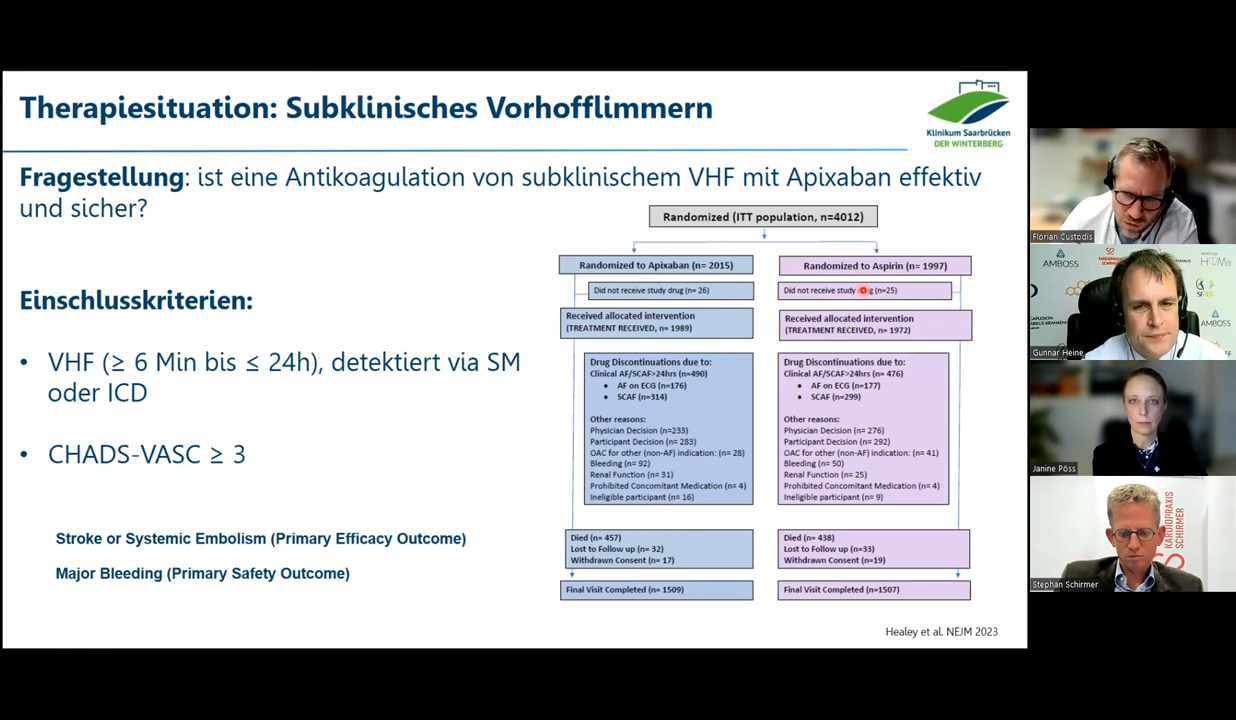 Therapiesituation: Subklinisches Vorhofflimmern
Klinikum Saarbrücken
DER WINTERBERG
Fragestellung: ist eine Antikoagulation von subklinischem VHF mit Apixaban effektiv
und sicher?
Einschlusskriterien:
• VHF (≥ 6 Min bis ≤ 24h), detektiert via SM
oder ICD
• CHADS-VASC ≥ 3
Stroke or Systemic Embolism (Primary Efficacy Outcome)
Major Bleeding (Primary Safety Outcome)
Randomized (ITT population, n=4012)
Randomized to Apixaban (n= 2015)
Did not receive study drug (n= 26)
Received allocated intervention
(TREATMENT RECEIVED, n= 1989)
Drug Discontinuations due to:
Clinical AF/SCAF>24hrs (n=490)
• AF on ECG (n=176)
• SCAF (n=314)
Other reasons:
Physician Decision (n=233)
Participant Decision (n= 283)
OAC for other (non-AF) indication: (n= 28)
Bleeding (n= 92)
Renal Function (n= 31)
Prohibited Concomitant Medication (n= 4)
Ineligible participant (n= 16)
Died (n= 457)
Lost to Follow up (n= 32)
Withdrawn Consent (n= 17)
Final Visit Completed (n= 1509)
Randomized to Aspirin (n= 1997)
Did not receive study drug (n=25)
Received allocated intervention
(TREATMENT RECEIVED, n= 1972)
Drug Discontinuations due to:
Clinical AF/SCAF>24hrs (n= 476)
• AF on ECG (n=177)
• SCAF (n=299)
Other reasons:
Physician Decision (n= 276)
Participant Decision (n= 292)
OAC for other (non-AF) indication: (n= 41)
Bleeding (n= 50)
Renal Function (n= 25)
Prohibited Concomitant Medication (n= 4)
Ineligible participant (n= 9)
Died (n= 438)
Lost to Follow up (n=33)
Withdrawn Consent (n=19)
Final Visit Completed (n=1507)
Healey et al. NEJM 2023
Florian Custodis
AMBOSS
AMBOSS
Gunnar Heine
Janine Pöss
KARDIOPRAXIS
SCHIRMER
Stephan Schirmer